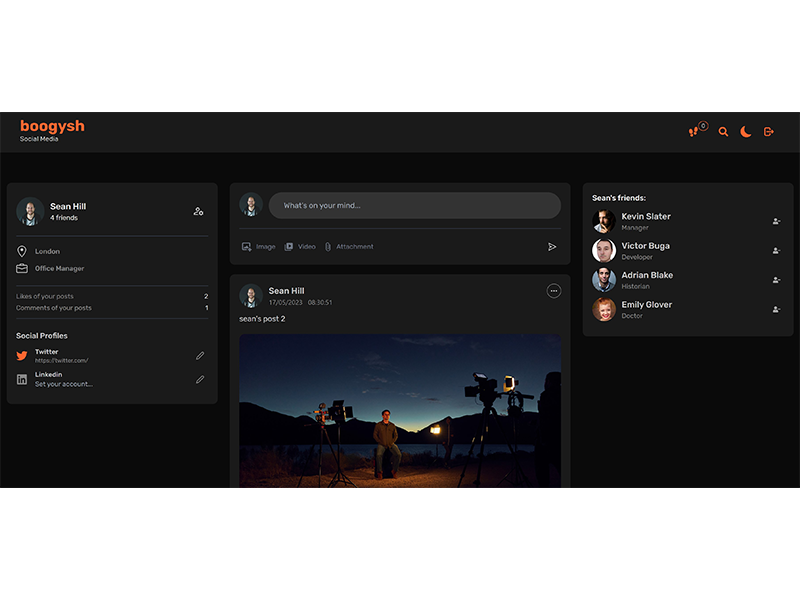 boogysh
Social Media
0
Sean Hill
4 friends
London
Office Manager
Likes of your posts 2
Comments of your posts 1
Social Profiles
Twitter
https://twitter.com/
Linkedin
Set your account...
What's on your mind...
Image Video Attachment
Sean Hill
17/05/2023 08:30:51
sean's post 2
Sean's friends:
Kevin Slater
Manager
Victor Buga
Developer
Adrian Blake
Historian
Emily Glover
Doctor